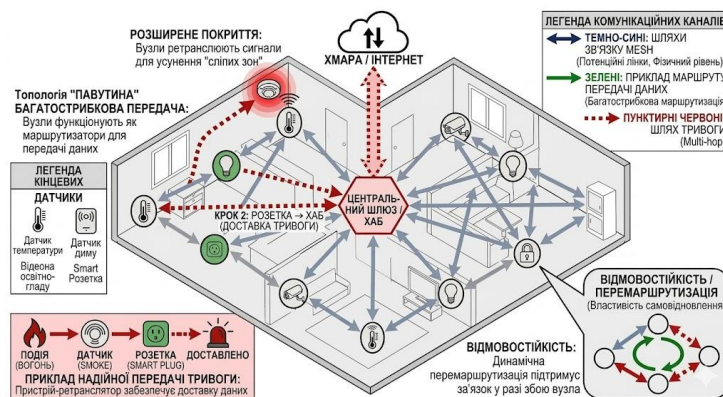 РОЗШИРЕНЕ ПОКРИТТЯ:
Вузли ретранслюють сигнали
для усунення "сліпих зон"
ХМАРА / ІНТЕРНЕТ
ЛЕГЕНДА КОМУНІКАЦІЙНИХ КАНАЛІВ
ТЕМНО-СИНІ: ШЛЯХИ
ЗВ'ЯЗКУ MESH
(Потенційні лінки, Фізичний рівень)
ЗЕЛЕНІ: ПРИКЛАД МАРШРУТУ
ПЕРЕДАЧІ ДАНИХ
(Багатострибкова маршрутизація)
ПУНКТИРНІ ЧЕРВОНІ:
ШЛЯХ ТРИВОГИ
(Multi-hop
Топологія "ПАВУТИНА"
БАГАТОСТРИБКОВА ПЕРЕДАЧА:
Вузли функціонують як
маршрутизатори для
передачі даних
ЛЕГЕНДА
КІНЦЕВИХ
ДАТЧИКИ
Датчик
температури
Датчик
диму
Відеона
освітно-
гляду
Smart
Розетка
ЦЕНТРАЛЬ-
НИЙ ШЛЮЗ /
ХАБ
КРОК 2: РОЗЕТКА → ХАБ
(ДОСТАВКА ТРИВОГИ)
ПОДІЯ
(ВОГОНЬ)
ДАТЧИК
(SMOKE)
РОЗЕТКА
(SMART PLUG)
ДОСТАВЛЕНО
ПРИКЛАД НАДІЙНОЇ ПЕРЕДАЧІ ТРИВОГИ:
Пристрій-ретранслятор забезпечує доставку даних
ВІДМОВОСТІЙКІСТЬ:
Динамічна
перемаршрутизація підтримує
зв'язок у разі збою вузла
ВІДМОВОСТІЙКІСТЬ /
ПЕРЕМАРШРУТИЗАЦІЯ
(Властивість самовідновлення)